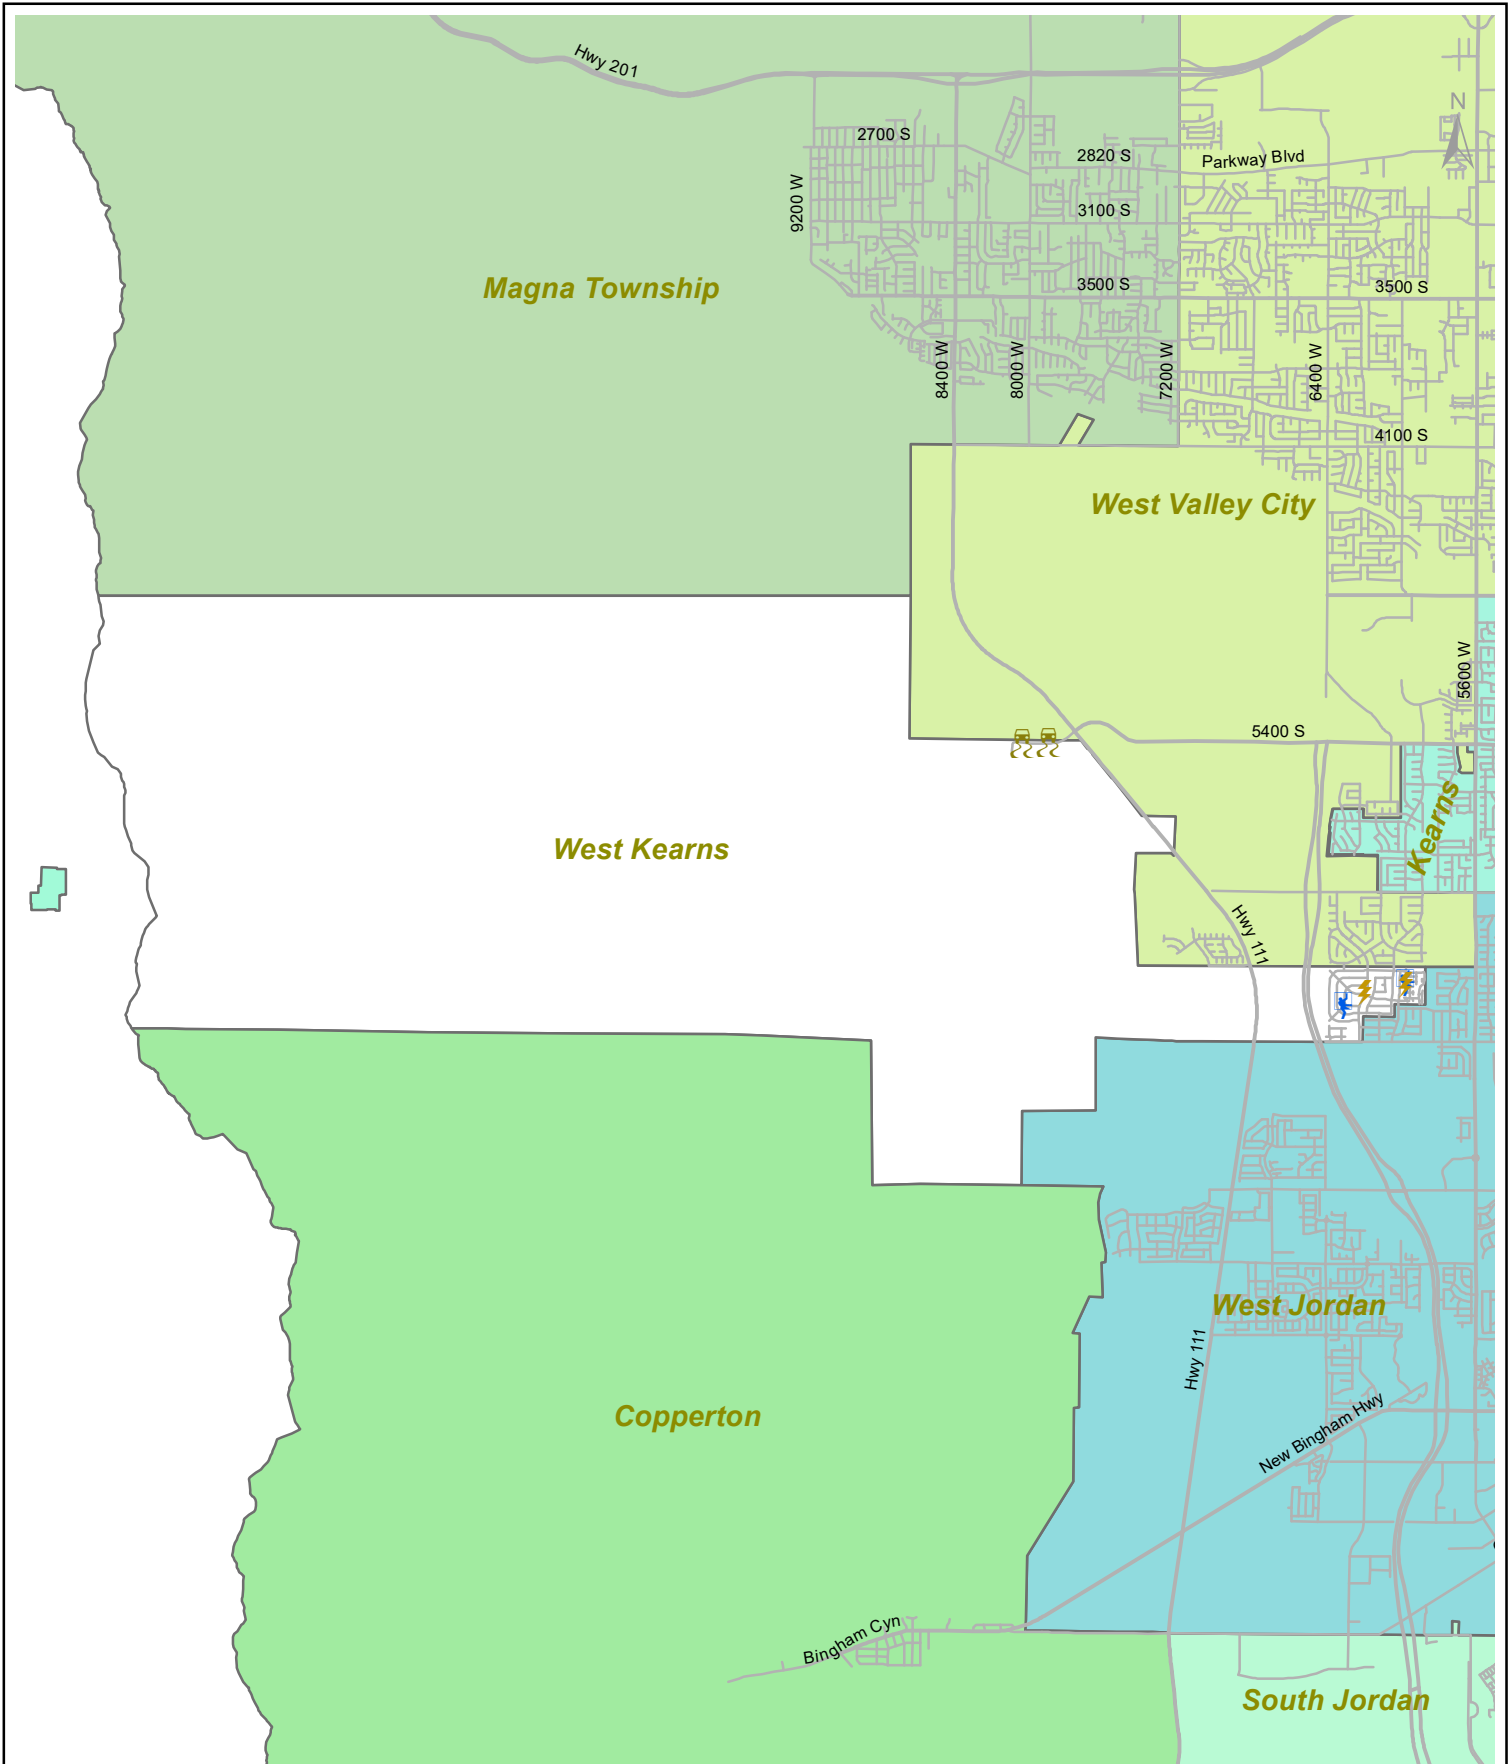 Hwy 201
N
2700 S
2820 S
Parkway Blvd
9200 W
3100 S
Magna Township
3500 S
3500 S
8400 W
8000 W
7200 W
6400 W
4100 S
West Valley City
5600 W
5400 S
Kearns
West Kearns
Hwy 111
West Jordan
Hwy 111
Copperton
New Bingham Hwy
Bingham Cyn
South Jordan